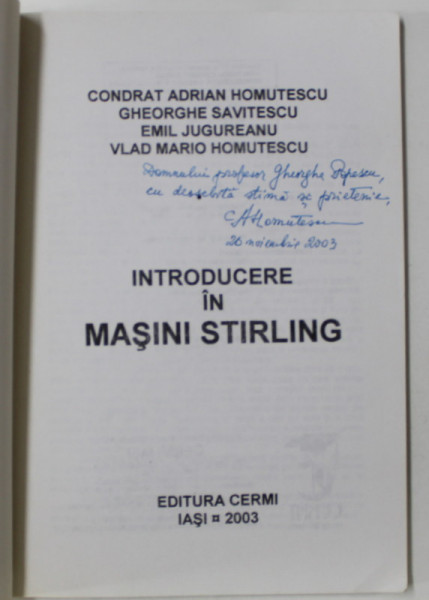 CONDRAT ADRIAN HOMUTESCU
GHEORGHE SAVITESCU
EMIL JUGUREANU
VLAD MARIO HOMUTESCU
Domnului profesor Gheorghe Popescu,
cu deosebită stimă și prietenie,
CAHomutescu
20 noiembrie 2003
INTRODUCERE
ÎN
MAŞINI STIRLING
EDITURA CERMI
IAŞI ¤ 2003